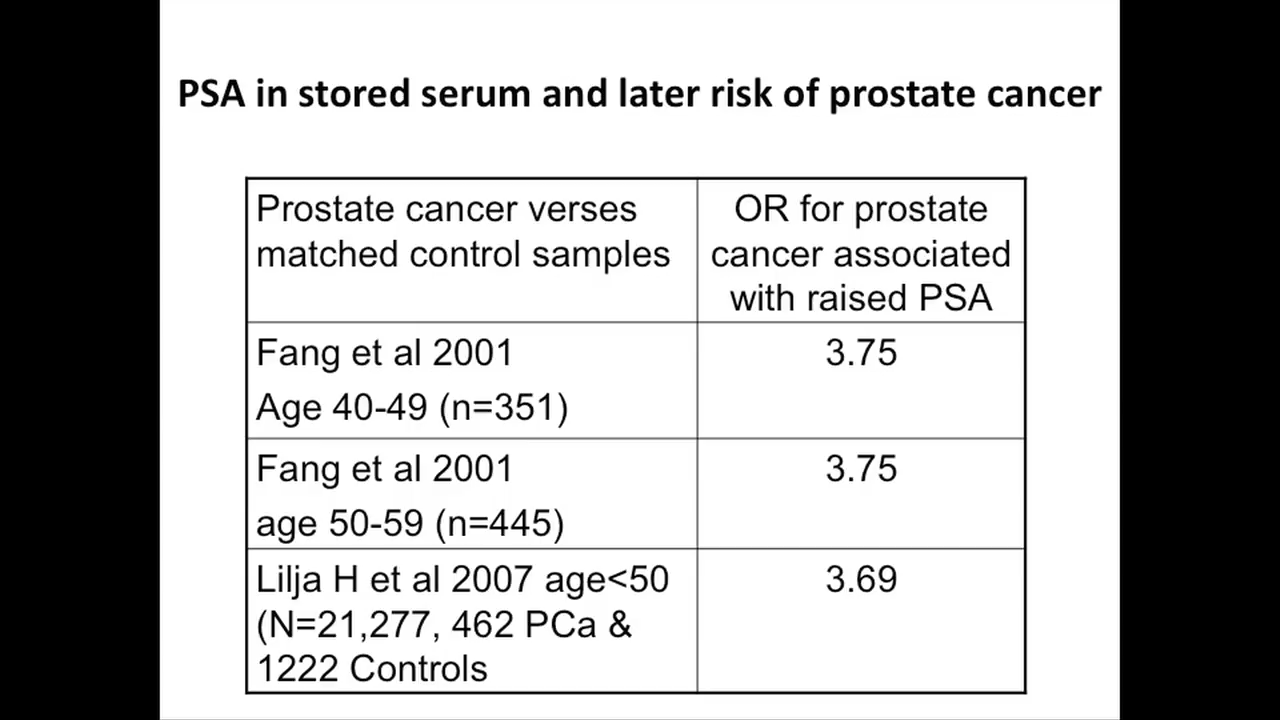 PSA in stored serum and later risk of prostate cancer
Prostate cancer verses
matched control samples
OR for prostate
cancer associated
with raised PSA
Fang et al 2001
Age 40-49 (n=351)
3.75
Fang et al 2001
age 50-59 (n=445)
3.75
Lilja H et al 2007 age<50
(N=21,277, 462 PCa &
1222 Controls
3.69